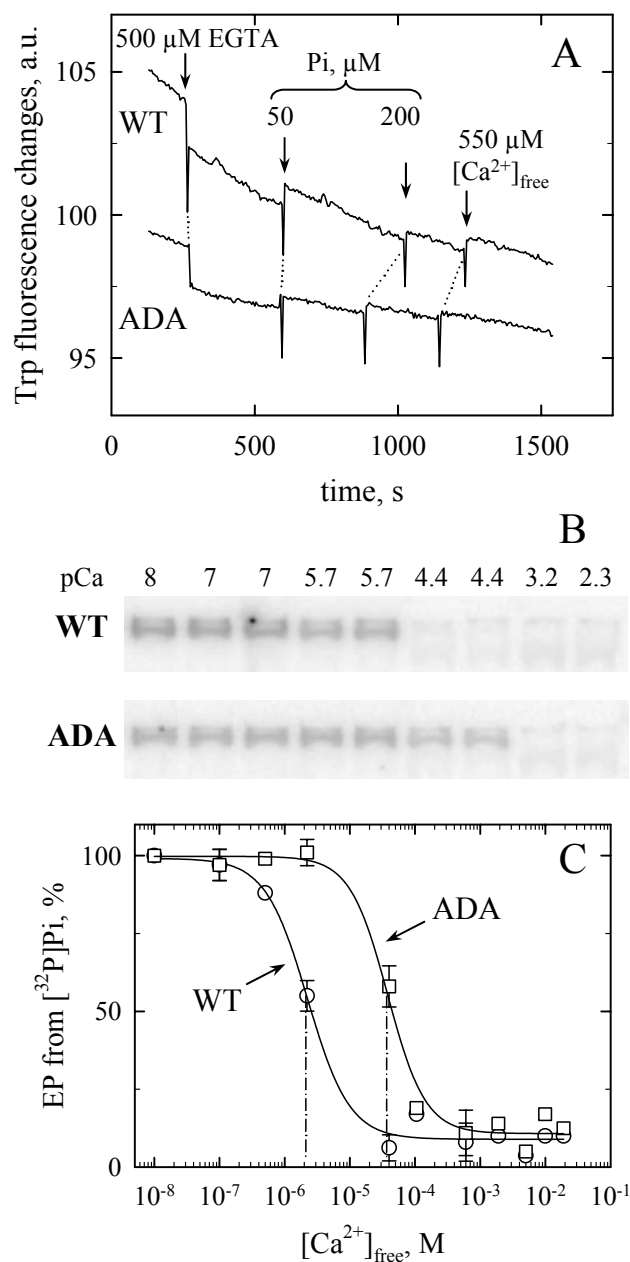 A
500 µM EGTA
Pi, µM
50 200
550 µM
[Ca²⁺]free
WT
ADA
Trp fluorescence changes, a.u.
105
100
95
0 500 1000 1500
time, s
B
pCa 8 7 7 5.7 5.7 4.4 4.4 3.2 2.3
WT
ADA
C
ADA
WT
EP from [³²P]Pi, %
100
50
0
10⁻⁸ 10⁻⁷ 10⁻⁶ 10⁻⁵ 10⁻⁴ 10⁻³ 10⁻² 10⁻¹
[Ca²⁺]free, M